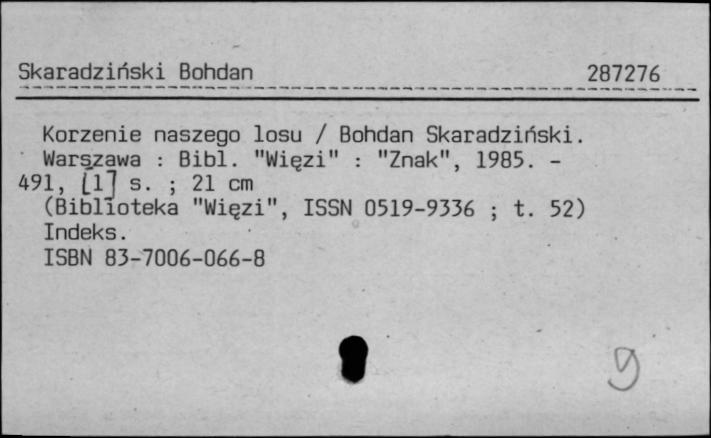 Skaradziński Bohdan 287276
Korzenie naszego losu / Bohdan Skaradziński.
Warszawa : Bibl. "Więzi" : "Znak", 1985. -
491, [1] s. ; 21 cm
(Biblioteka "Więzi", ISSN 0519-9336 ; t. 52)
Indeks.
ISBN 83-7006-066-8